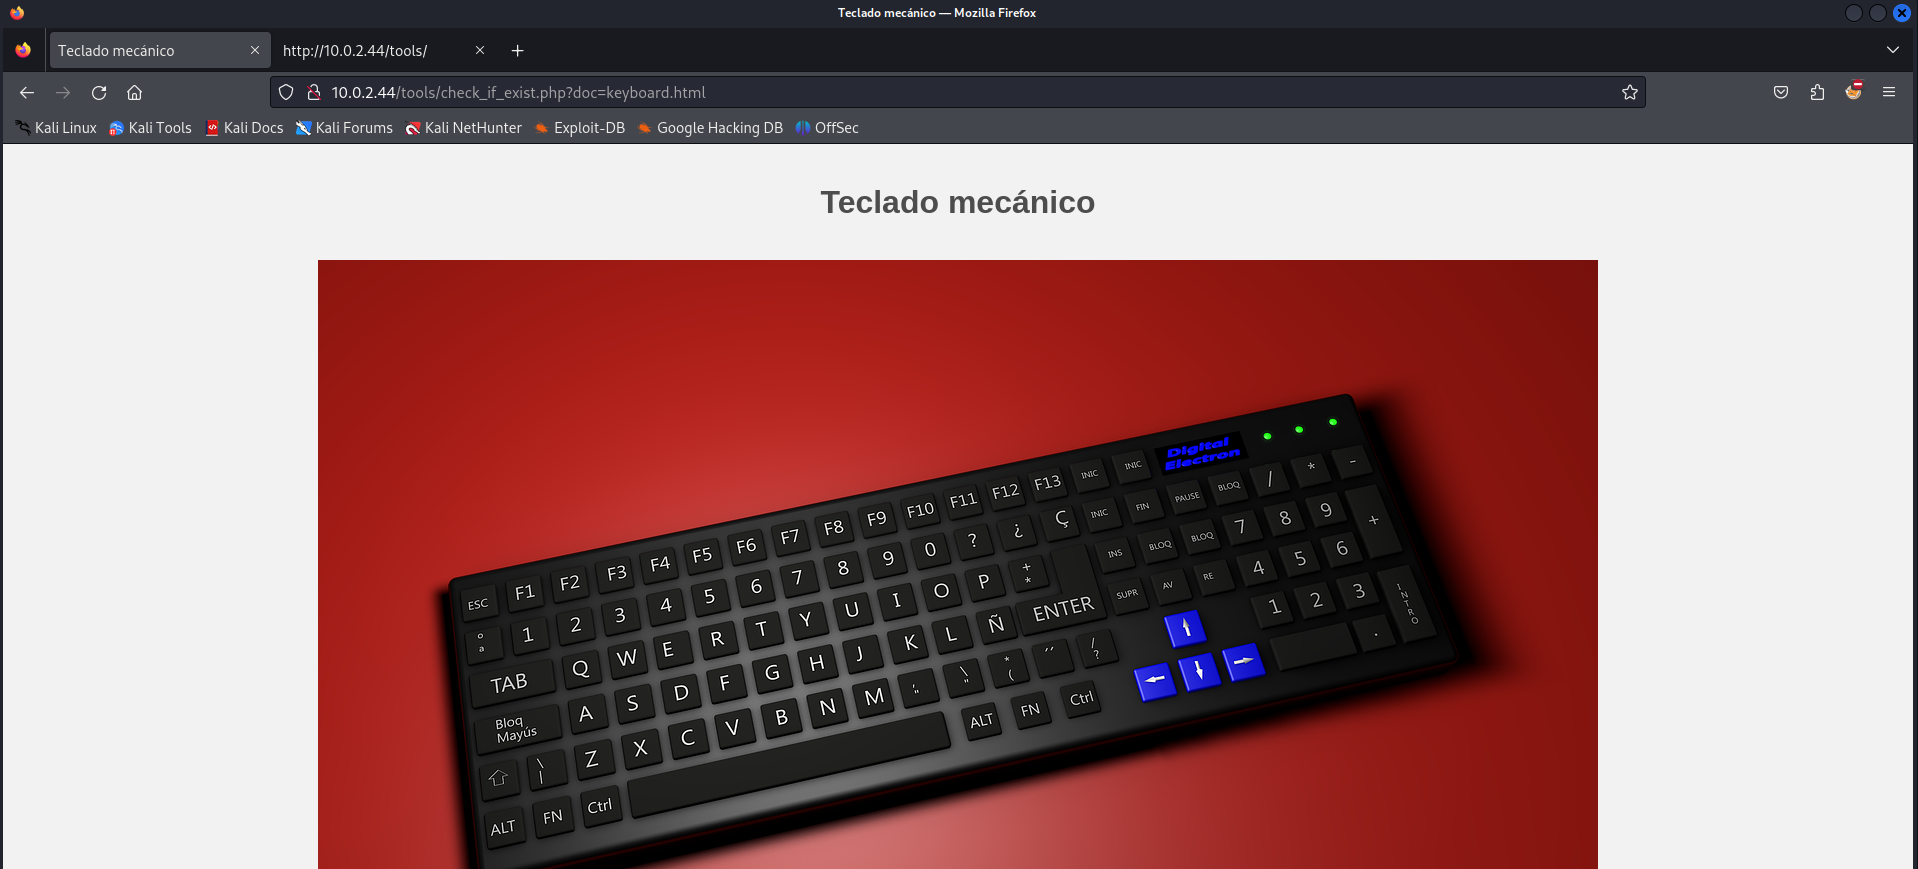 Teclado mecánico — Mozilla Firefox
Teclado mecánico
http://10.0.2.44/tools/
10.0.2.44/tools/check_if_exist.php?doc=keyboard.html
Kali Linux Kali Tools Kali Docs Kali Forums Kali NetHunter Exploit-DB Google Hacking DB OffSec
Teclado mecánico
Digital
Electron
ESC F1 F2 F3 F4 F5 F6 F7 F8 F9 F10 F11 F12 F13 INIC INIC
º
a
1 2 3 4 5 6 7 8 9 0 ? ¿ Ç INIC FIN PAUSE BLOQ / * -
TAB Q W E R T Y U I O P + * ENTER INS BLOQ BLOQ 7 8 9 +
Bloq
Mayús
A S D F G H J K L Ñ SUPR AV RE 4 5 6
\ | Z X C V B N M , \ " * ( ´´ / ? 1 2 3 INTRO
ALT FN Ctrl ALT FN Ctrl .